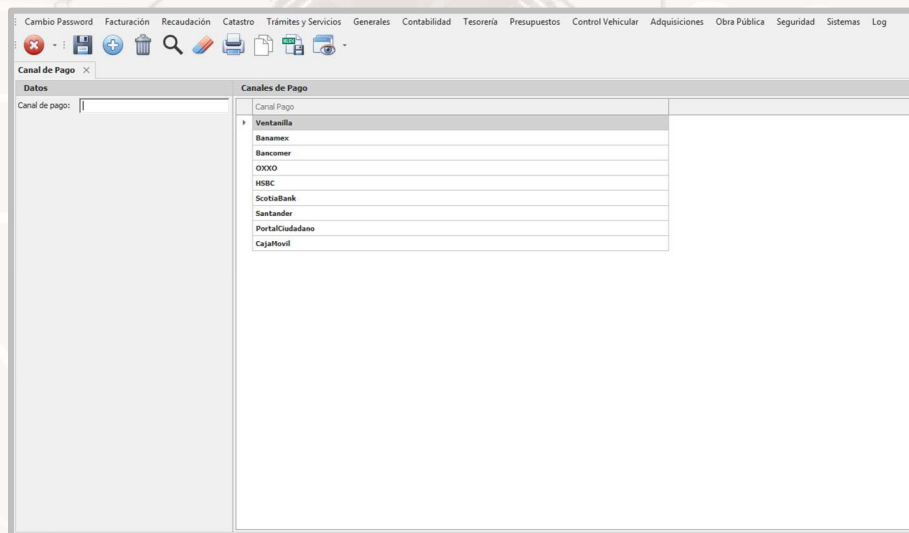 Cambio Password Facturación Recaudación Catastro Trámites y Servicios Generales Contabilidad Tesorería Presupuestos Control Vehicular Adquisiciones Obra Pública Seguridad Sistemas Log
Canal de Pago
Datos
Canales de Pago
Canal de pago:
Canal Pago
Ventanilla
Banamex
Bancomer
OXXO
HSBC
ScotiaBank
Santander
PortalCiudadano
CajaMovil